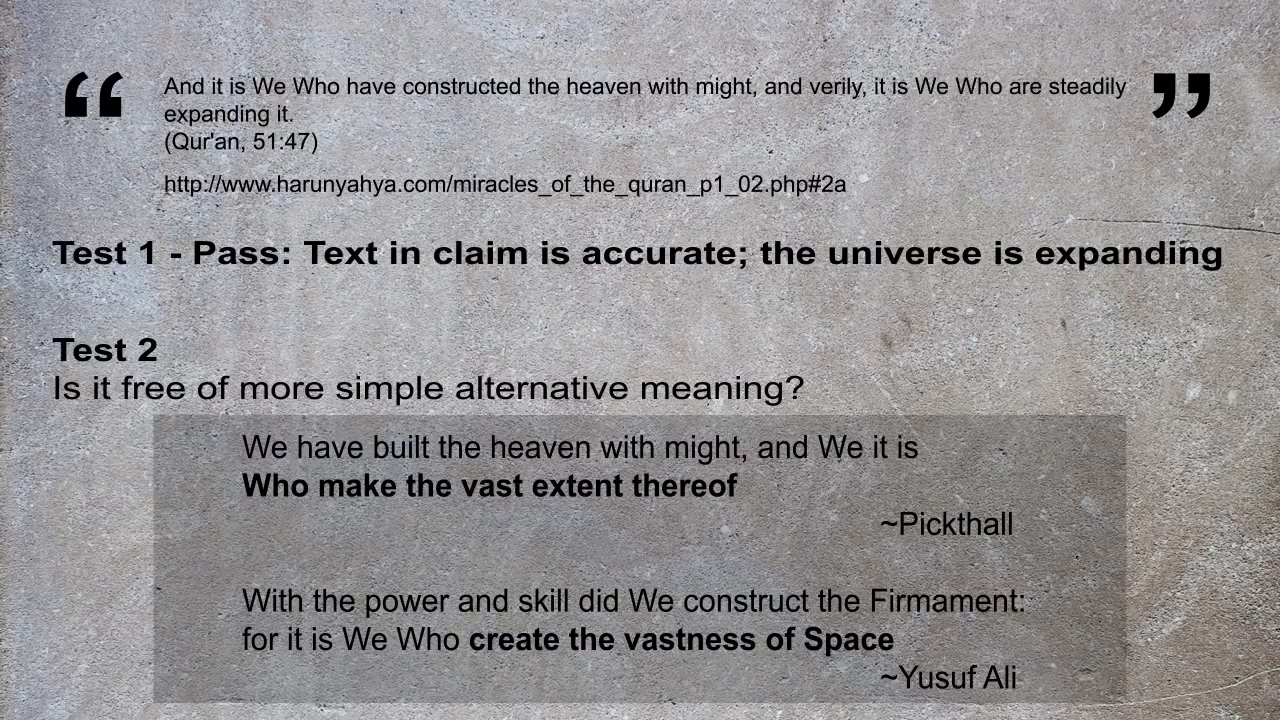 “ And it is We Who have constructed the heaven with might, and verily, it is We Who are steadily ”
expanding it.
(Qur'an, 51:47)
http://www.harunyahya.com/miracles_of_the_quran_p1_02.php#2a
Test 1 - Pass: Text in claim is accurate; the universe is expanding
Test 2
Is it free of more simple alternative meaning?
We have built the heaven with might, and We it is
Who make the vast extent thereof
~Pickthall
With the power and skill did We construct the Firmament:
for it is We Who create the vastness of Space
~Yusuf Ali